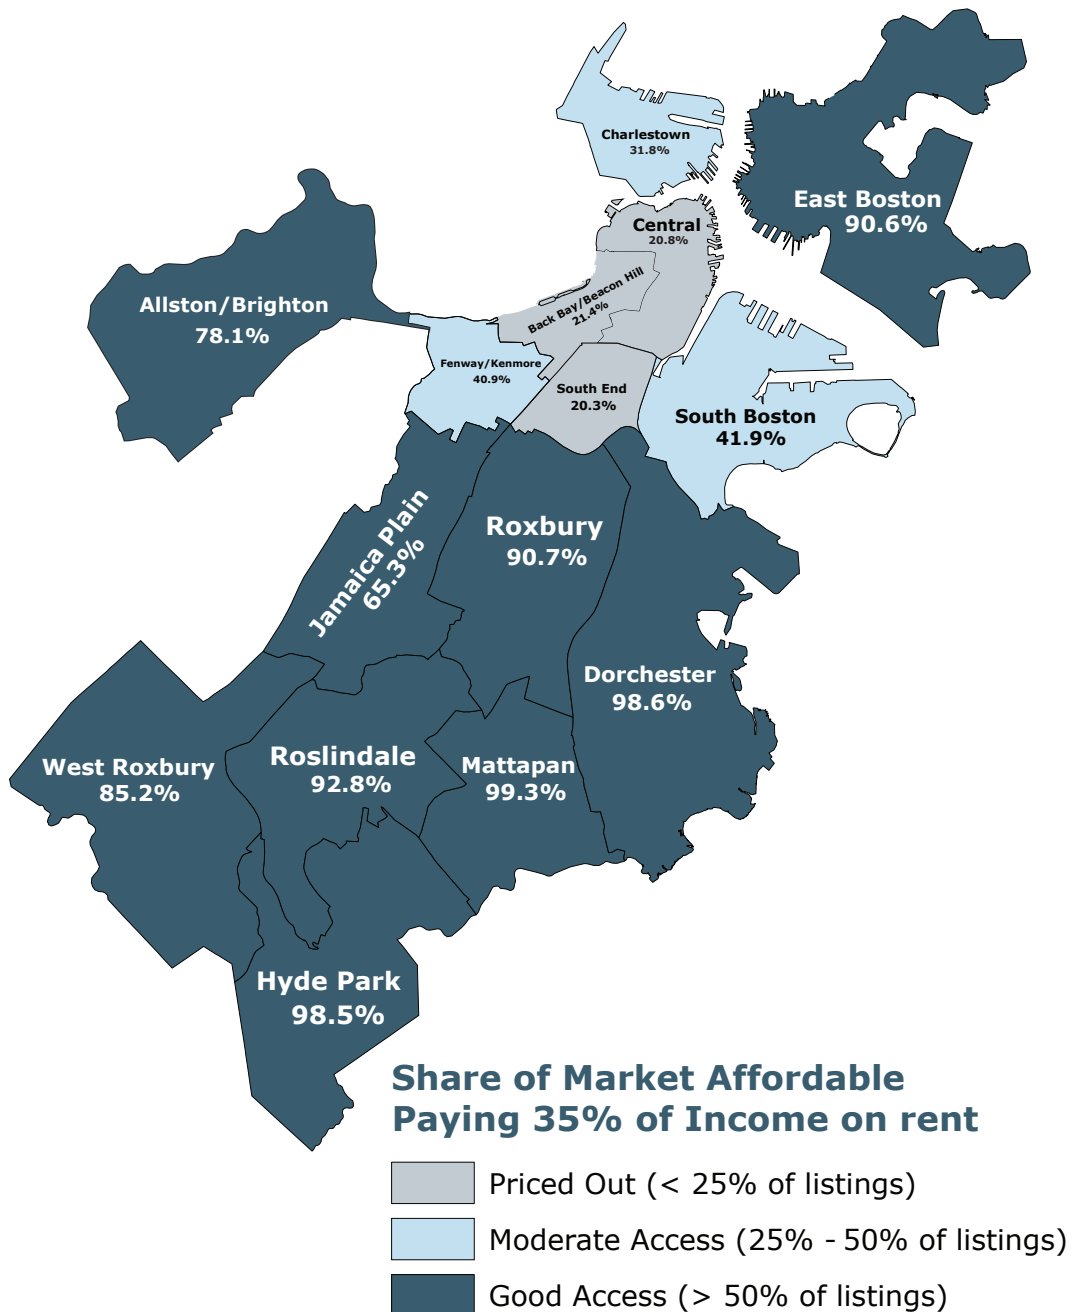 Charlestown
31.8%
East Boston
90.6%
Central
20.8%
Back Bay/Beacon Hill
21.4%
Allston/Brighton
78.1%
Fenway/Kenmore
40.9%
South End
20.3%
South Boston
41.9%
Jamaica Plain
65.3%
Roxbury
90.7%
Dorchester
98.6%
West Roxbury
85.2%
Roslindale
92.8%
Mattapan
99.3%
Hyde Park
98.5%
Share of Market Affordable
Paying 35% of Income on rent
Priced Out (< 25% of listings)
Moderate Access (25% - 50% of listings)
Good Access (> 50% of listings)